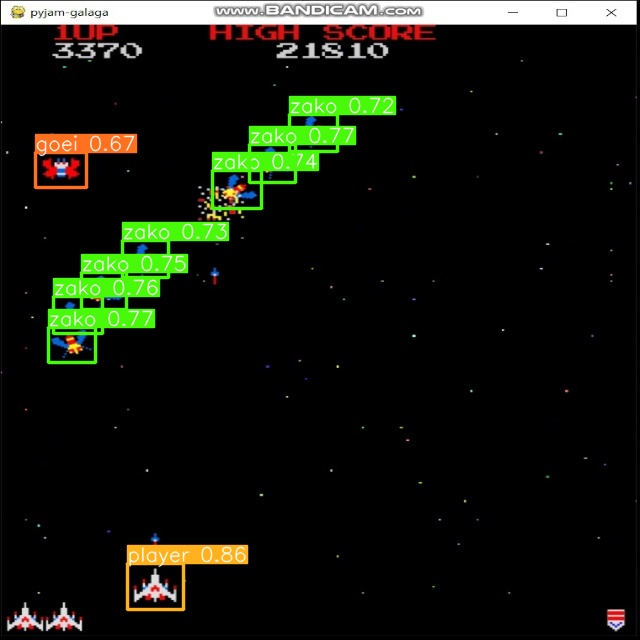 pyjam-galaga
www.BANDICAM.com
1UP HIGH SCORE
3370 21810
zako 0.72
zako 0.77
goei 0.67
zako 0.74
zako 0.73
zako 0.75
zako 0.76
zako 0.77
player 0.86